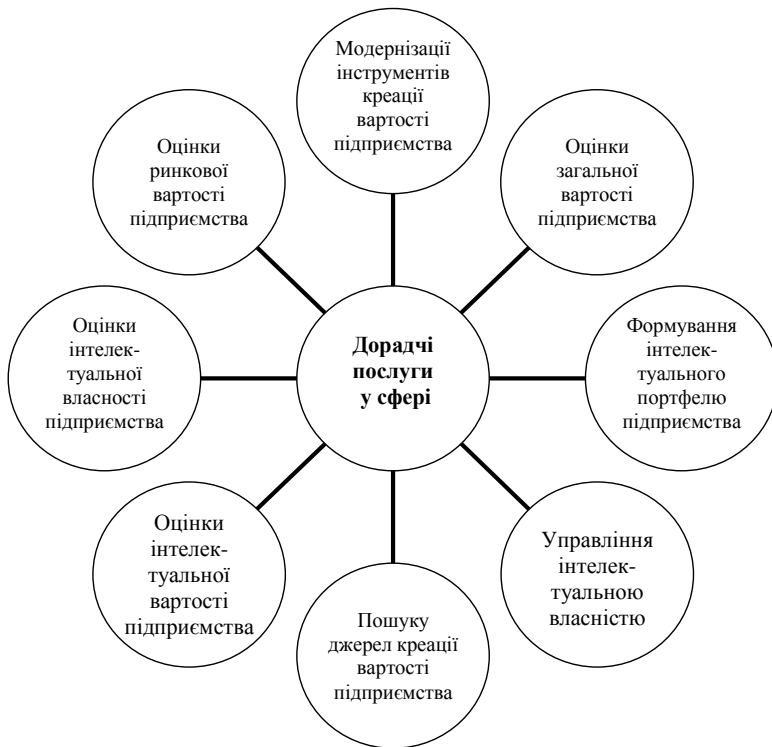 Модернізації
інструментів
креації
вартості
підприємства
Оцінки
ринкової
вартості
підприємства
Оцінки
загальної
вартості
підприємства
Оцінки
інтелек-
туальної
власності
підприємства
Дорадчі
послуги
у сфері
Формування
інтелек-
туального
портфелю
підприємства
Оцінки
інтелек-
туальної
вартості
підприємства
Управління
інтелек-
туальною
власністю
Пошуку
джерел креації
вартості
підприємства